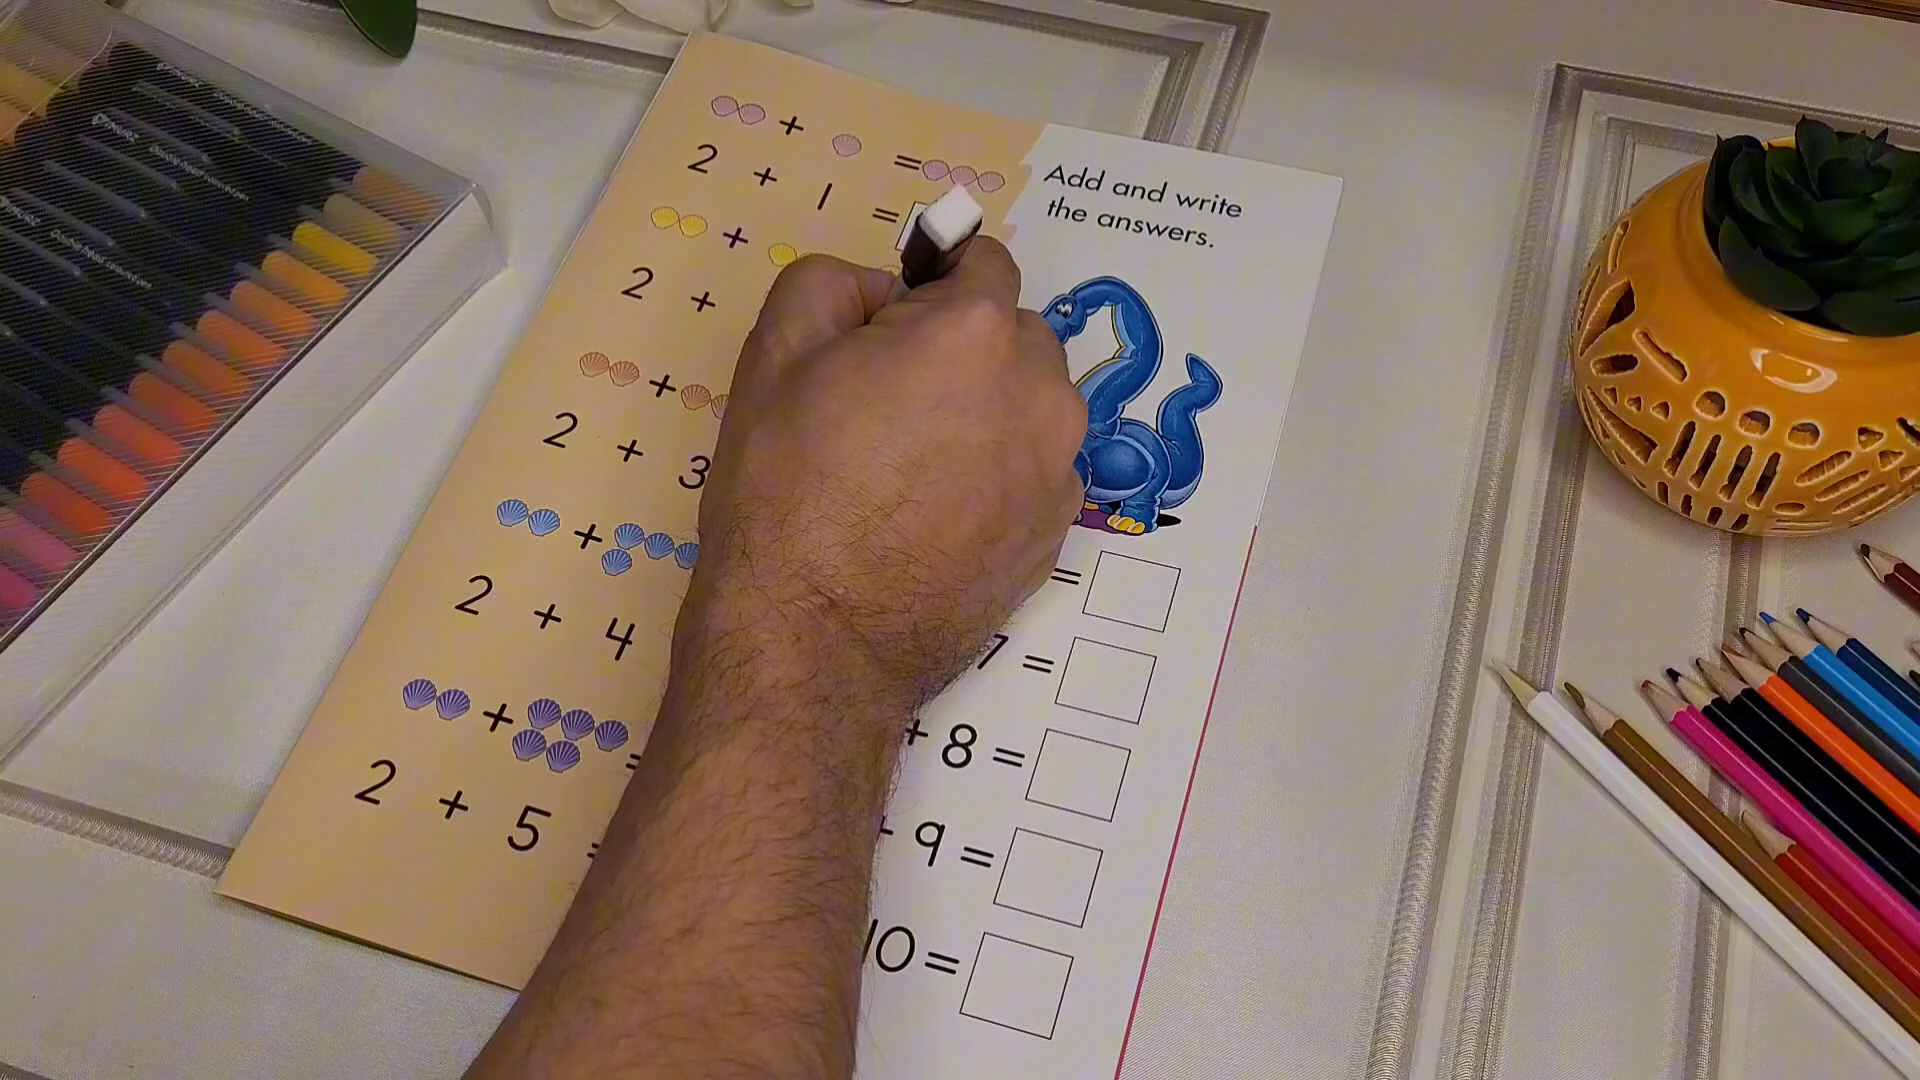 + =
2 + 1 =
+
2 +
+
2 + 3
+
2 + 4
+
2 + 5
Add and write
the answers.
=
7 =
+ 8 =
9 =
10 =